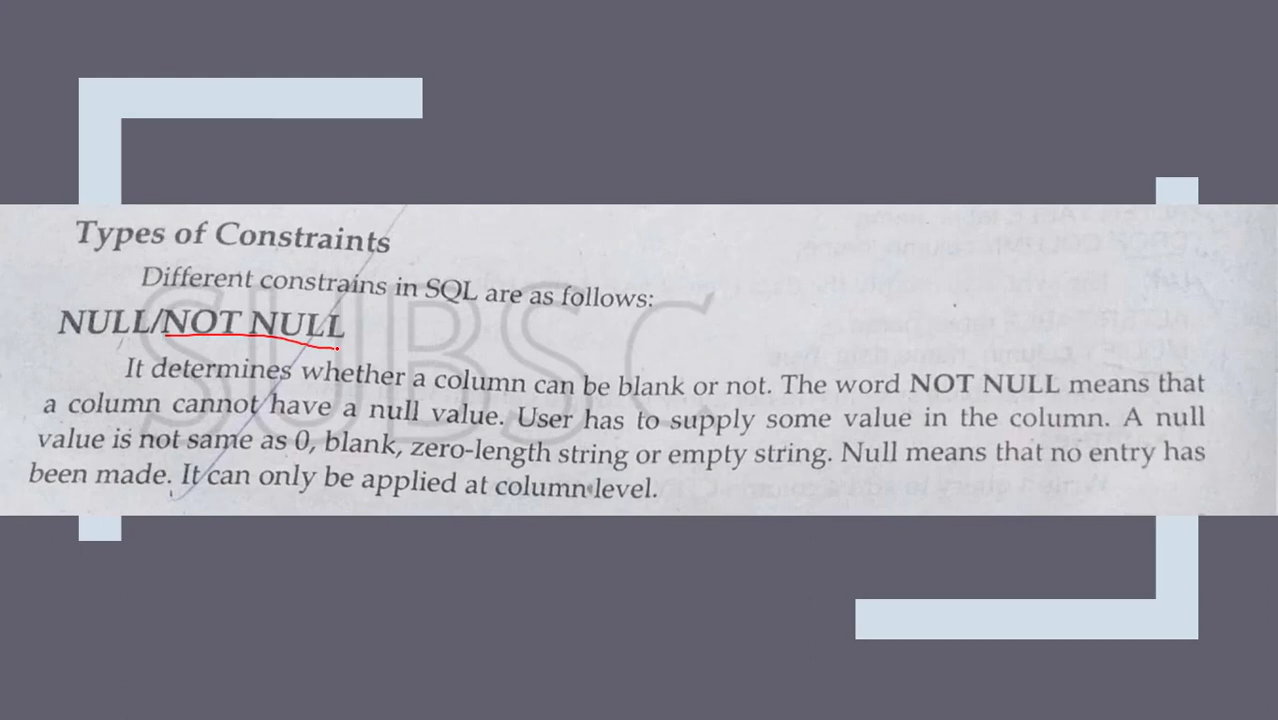 Types of Constraints
Different constrains in SQL are as follows:
NULL/NOT NULL
It determines whether a column can be blank or not. The word NOT NULL means that
a column cannot have a null value. User has to supply some value in the column. A null
value is not same as 0, blank, zero-length string or empty string. Null means that no entry has
been made. It can only be applied at column level.